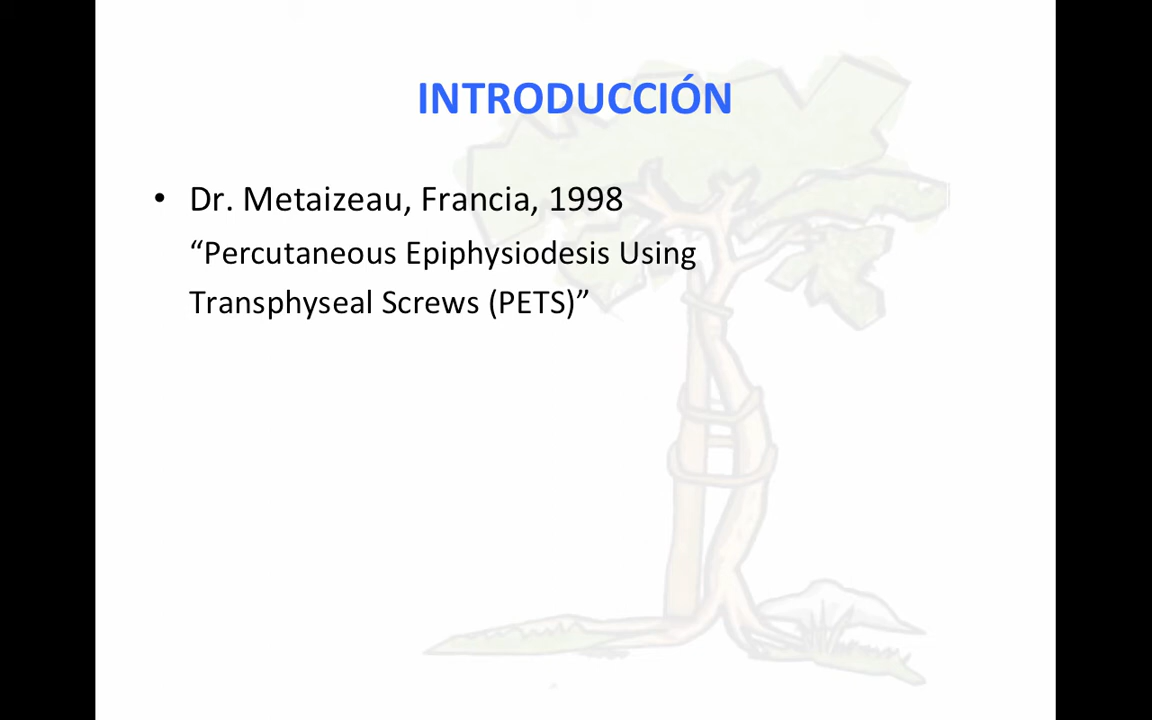 INTRODUCCIÓN
• Dr. Metaizeau, Francia, 1998
“Percutaneous Epiphysiodesis Using
Transphyseal Screws (PETS)”